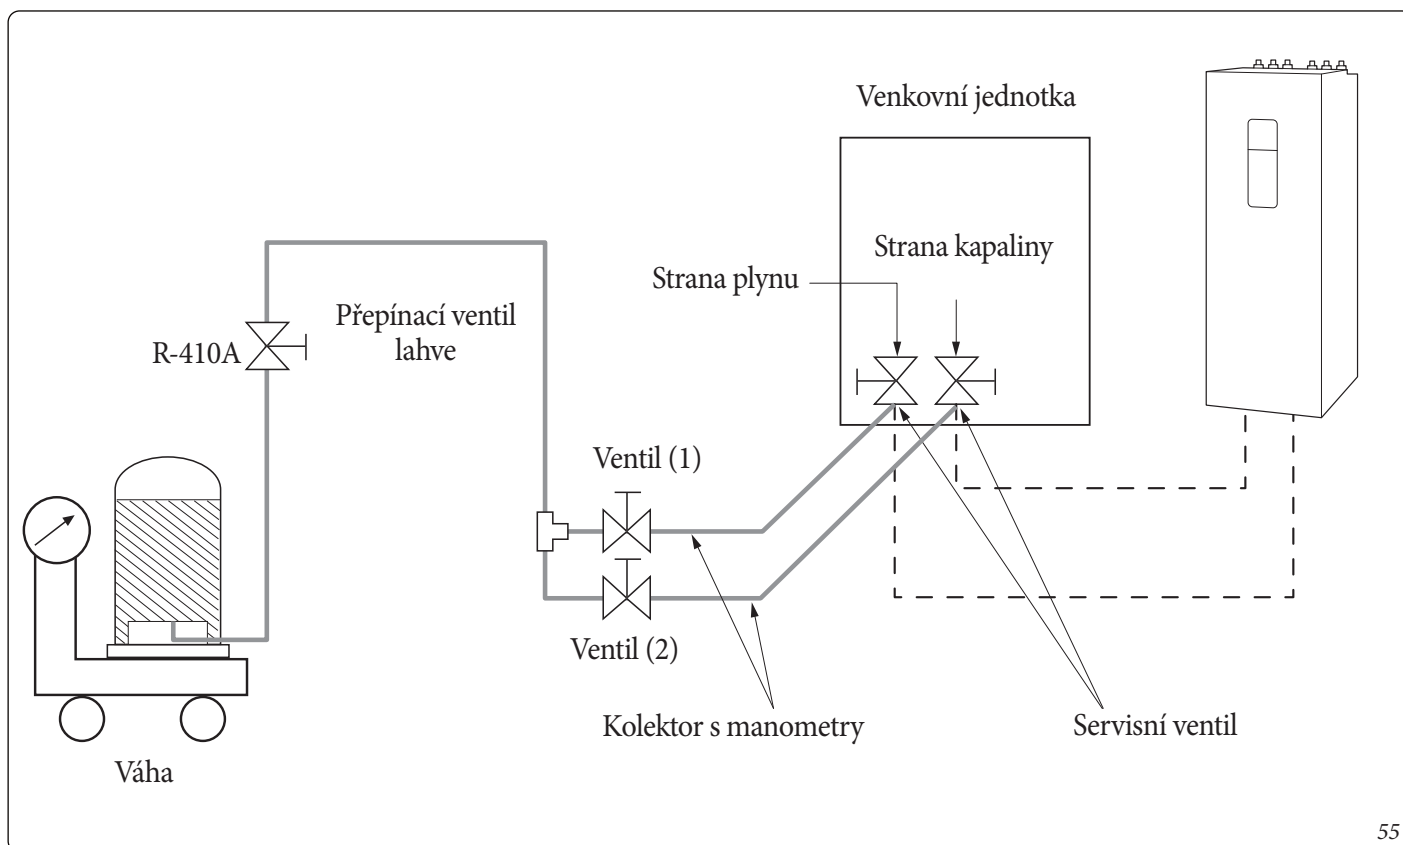 Venkovní jednotka
Strana kapaliny
Strana plynu
Přepínací ventil
lahve
R-410A
Ventil (1)
Ventil (2)
Kolektor s manometry
Servisní ventil
Váha
55